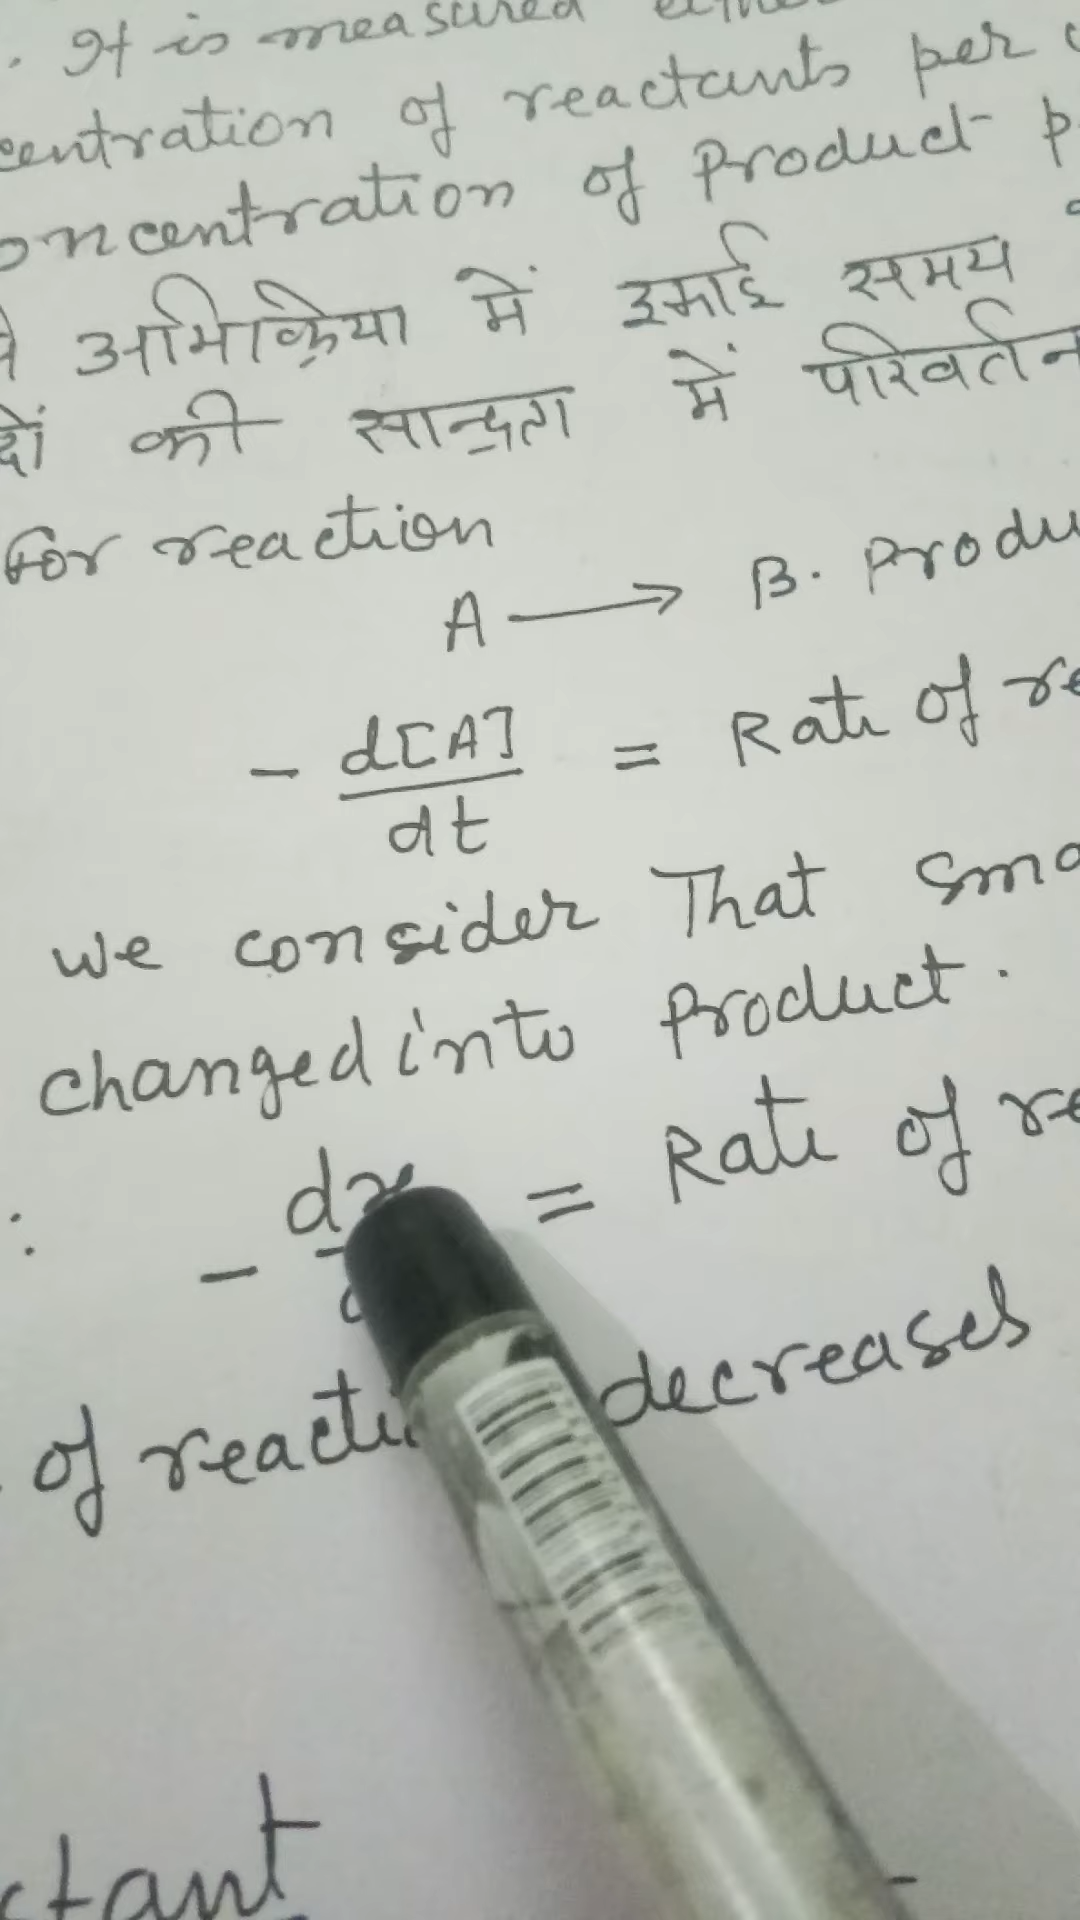 . It is measured
centration of reactants per
oncentration of Product
अभिक्रिया में इकाई समय
की सान्द्रता में परिवर्तन
For reaction
A ⟶ B. Produ
- d[A]/dt = Rate of re
we consider That sma
changed into Product.
- dx = Rate of re
of reacti decreases
ctant